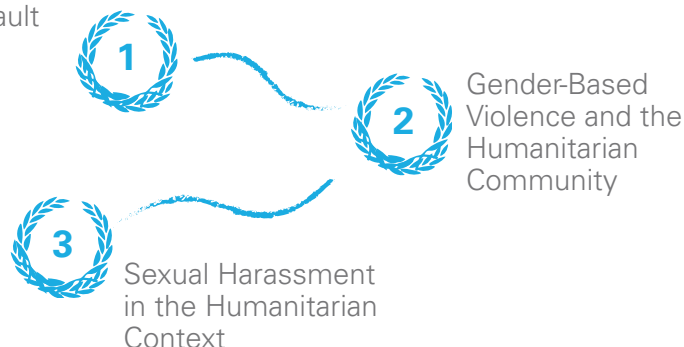 ault
1
2
Gender-Based
Violence and the
Humanitarian
Community
3
Sexual Harassment
in the Humanitarian
Context